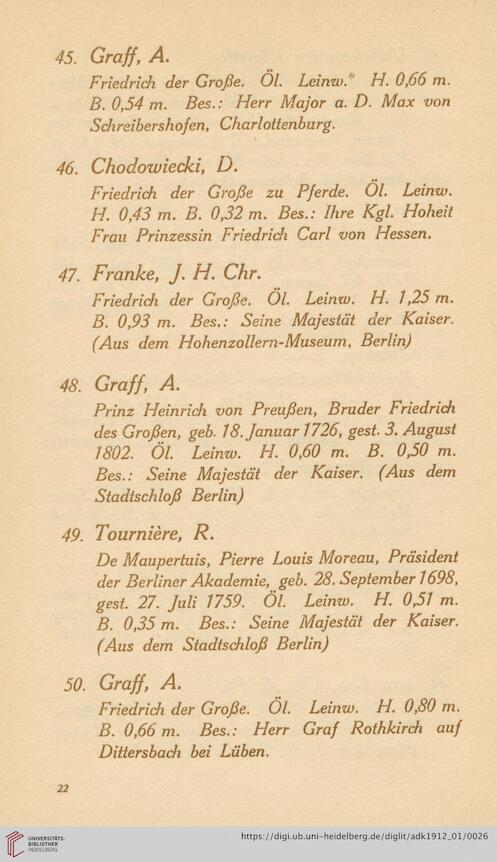 45. Graff, A.
Friedrich der Große. Öl. Leinw.* H. 0,66 m.
B. 0,54 m. Bes.: Herr Major a. D. Max von
Schreibershofen, Charlottenburg.
46. Chodowiecki, D.
Friedrich der Große zu Pferde. Öl. Leinw.
H. 0,43 m. B. 0,32 m. Bes.: Ihre Kgl. Hoheit
Frau Prinzessin Friedrich Carl von Hessen.
47. Franke, J. H. Chr.
Friedrich der Große. Öl. Leinw. H. 1,25 m.
B. 0,93 m. Bes.: Seine Majestät der Kaiser.
(Aus dem Hohenzollern-Museum, Berlin)
48. Graff, A.
Prinz Heinrich von Preußen, Bruder Friedrich
des Großen, geb. 18. Januar 1726, gest. 3. August
1802. Öl. Leinw. H. 0,60 m. B. 0,50 m.
Bes.: Seine Majestät der Kaiser. (Aus dem
Stadtschloß Berlin)
49. Tournière, R.
De Maupertuis, Pierre Louis Moreau, Präsident
der Berliner Akademie, geb. 28. September 1698,
gest. 27. Juli 1759. Öl. Leinw. H. 0,51 m.
B. 0,35 m. Bes.: Seine Majestät der Kaiser.
(Aus dem Stadtschloß Berlin)
50. Graff, A.
Friedrich der Große. Öl. Leinw. H. 0,80 m.
B. 0,66 m. Bes.: Herr Graf Rothkirch auf
Dittersbach bei Lüben.
22
UNIVERSITÄTS-
BIBLIOTHEK
HEIDELBERG
https://digi.ub.uni-heidelberg.de/diglit/adk1912_01/0026